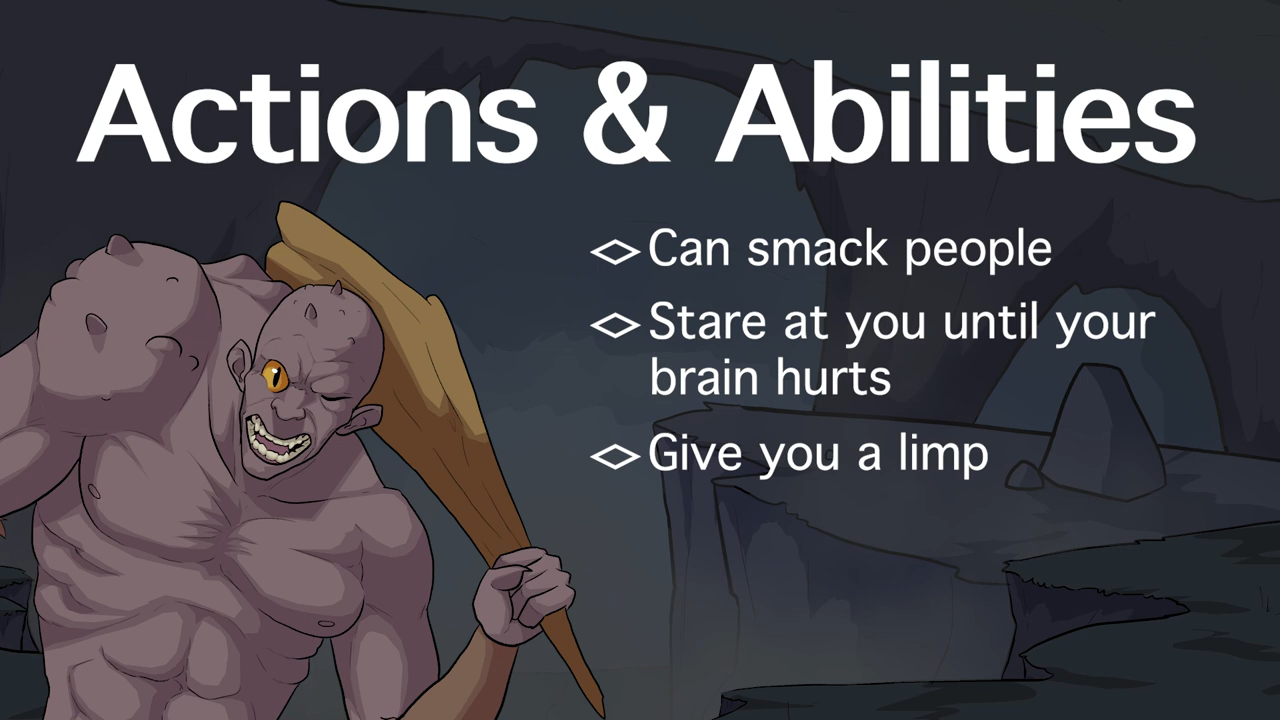 Actions & Abilities
Can smack people
Stare at you until your
brain hurts
Give you a limp